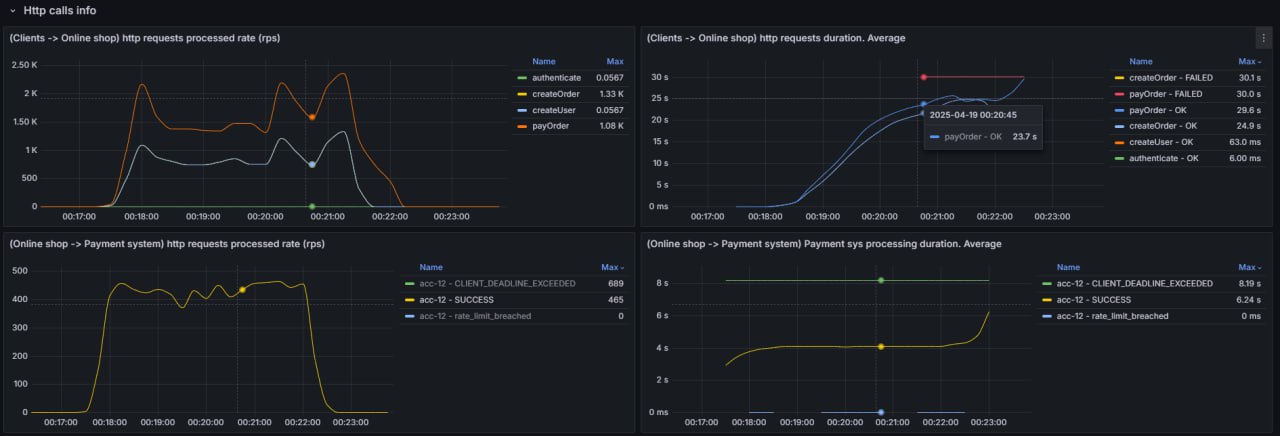 Http calls info
(Clients -> Online shop) http requests processed rate (rps)
2.50 K
2 K
1.50 K
1 K
500
0
00:17:00 00:18:00 00:19:00 00:20:00 00:21:00 00:22:00 00:23:00
Name Max
authenticate 0.0567
createOrder 1.33 K
createUser 0.0567
payOrder 1.08 K
(Clients -> Online shop) http requests duration. Average
30 s
25 s
20 s
15 s
10 s
5 s
0 ms
00:17:00 00:18:00 00:19:00 00:20:00 00:21:00 00:22:00 00:23:00
2025-04-19 00:20:45
payOrder - OK 23.7 s
Name Max
createOrder - FAILED 30.1 s
payOrder - FAILED 30.0 s
payOrder - OK 29.6 s
createOrder - OK 24.9 s
createUser - OK 63.0 ms
authenticate - OK 6.00 ms
(Online shop -> Payment system) http requests processed rate (rps)
500
400
300
200
100
0
00:17:00 00:18:00 00:19:00 00:20:00 00:21:00 00:22:00 00:23:00
Name Max
acc-12 - CLIENT_DEADLINE_EXCEEDED 689
acc-12 - SUCCESS 465
acc-12 - rate_limit_breached 0
(Online shop -> Payment system) Payment sys processing duration. Average
8 s
6 s
4 s
2 s
0 ms
00:17:00 00:18:00 00:19:00 00:20:00 00:21:00 00:22:00 00:23:00
Name Max
acc-12 - CLIENT_DEADLINE_EXCEEDED 8.19 s
acc-12 - SUCCESS 6.24 s
acc-12 - rate_limit_breached 0 ms